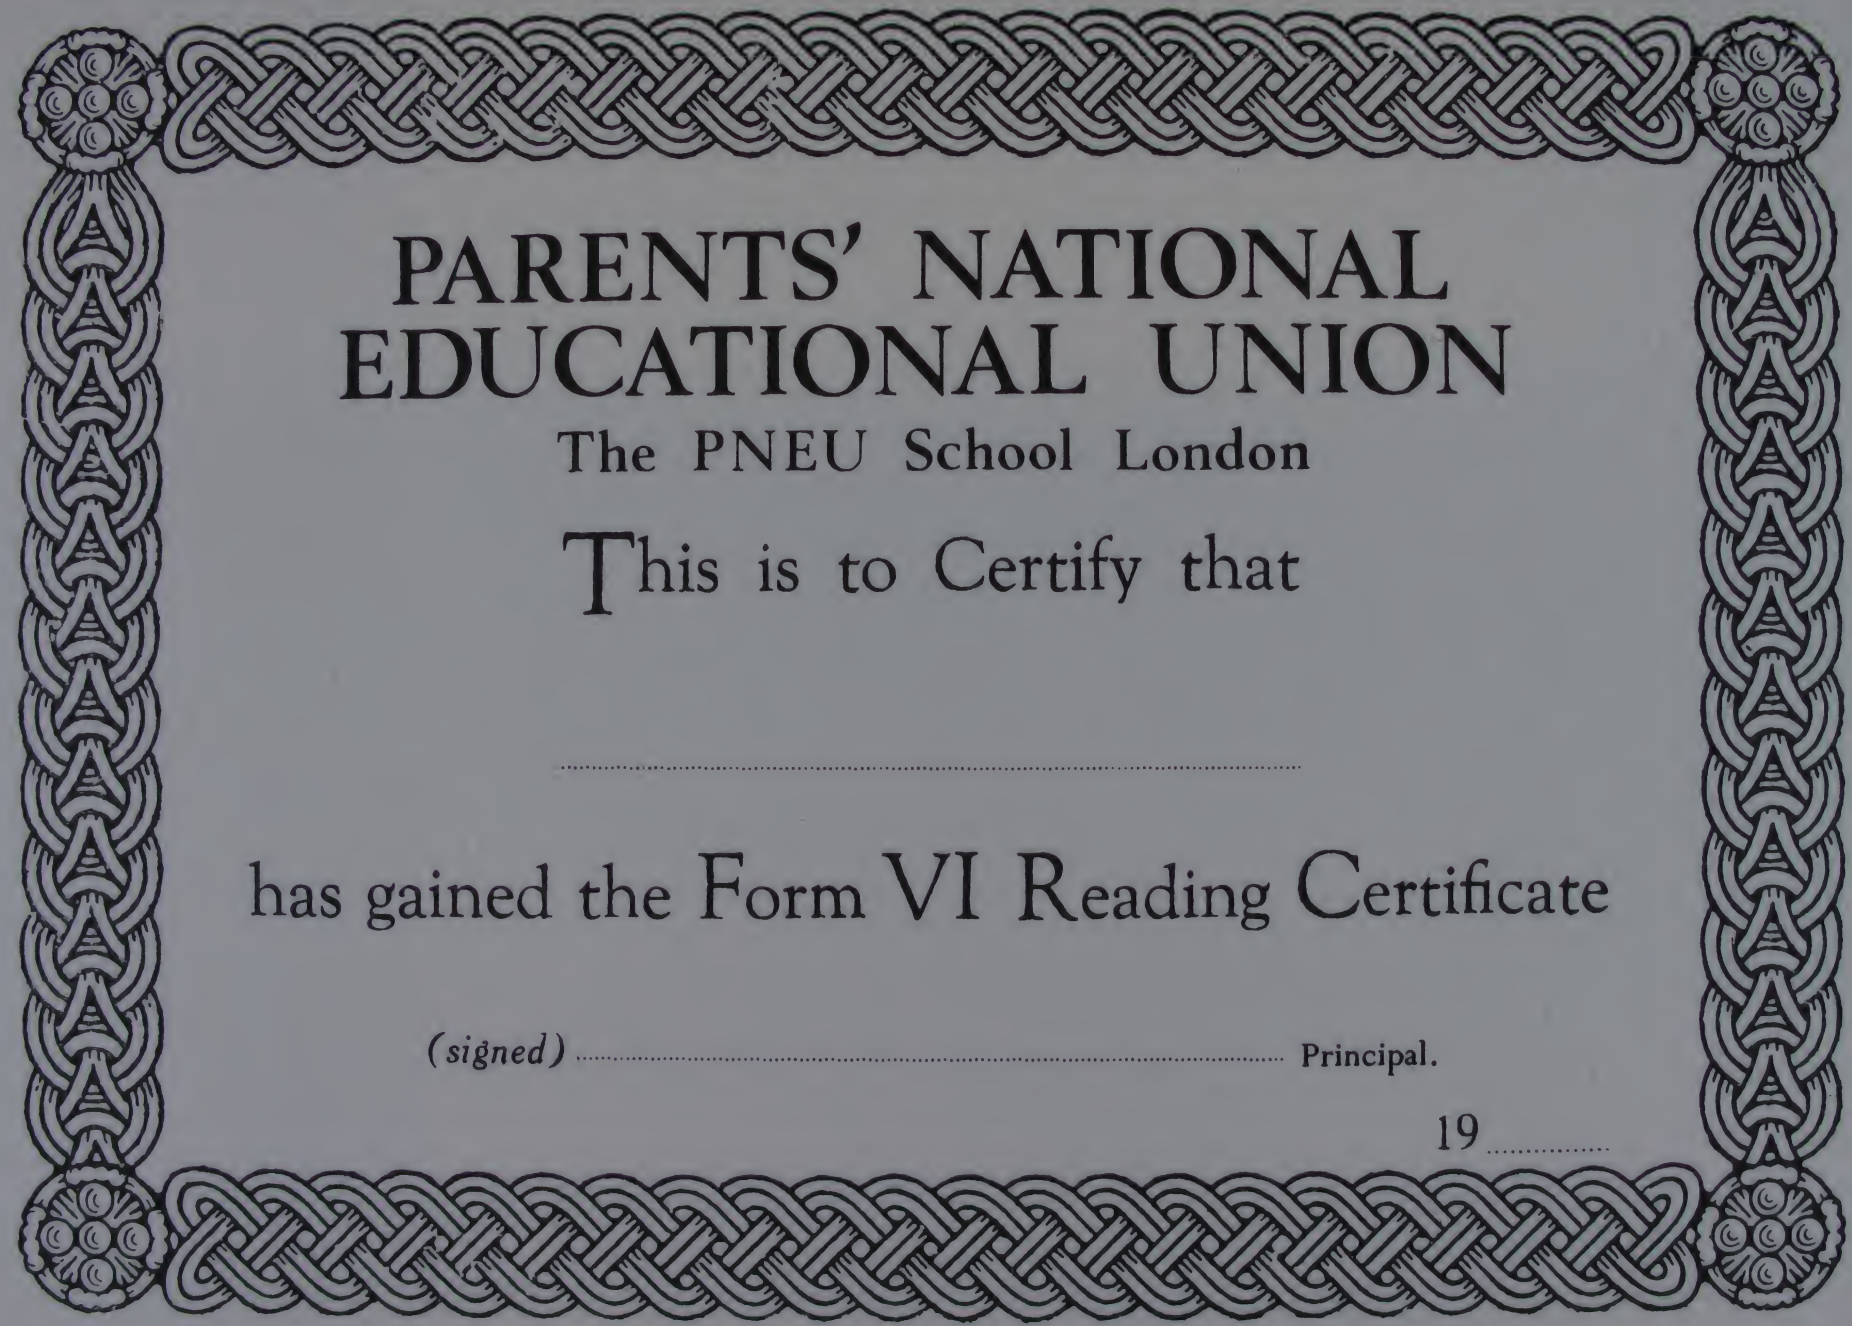 PARENTS' NATIONAL
EDUCATIONAL UNION
The PNEU School London
This is to Certify that
has gained the Form VI Reading Certificate
(signed) Principal.
19